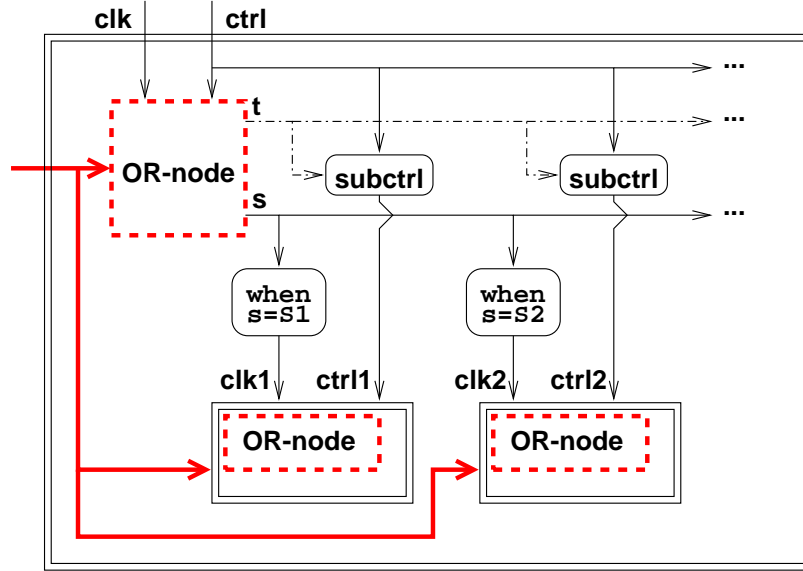 clk ctrl
...
t ...
OR-node
subctrl subctrl
s ...
when when
s=S1 s=S2
clk1 ctrl1 clk2 ctrl2
OR-node OR-node